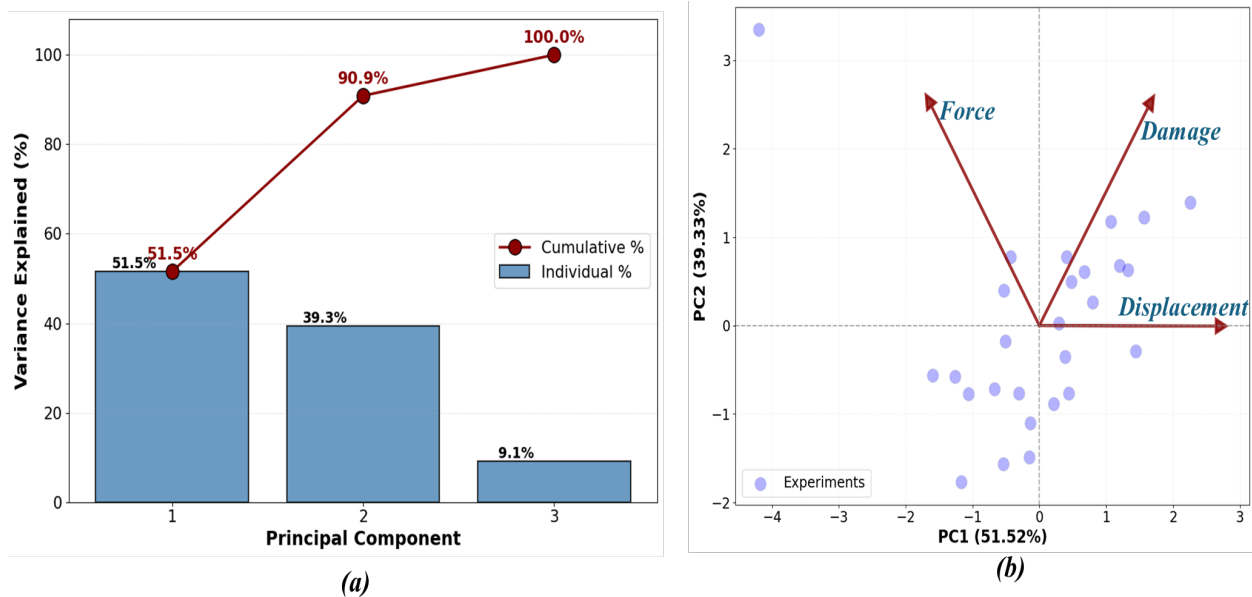 100.0%
100
90.9%
80
Variance Explained (%)
60
51.5%
51.5%
Cumulative %
Individual %
40
39.3%
20
9.1%
0
1
2
3
Principal Component
(a)
3
Force
Damage
2
PC2 (39.33%)
1
Displacement
0
−1
Experiments
−2
−4
−3
−2
−1
0
1
2
3
PC1 (51.52%)
(b)